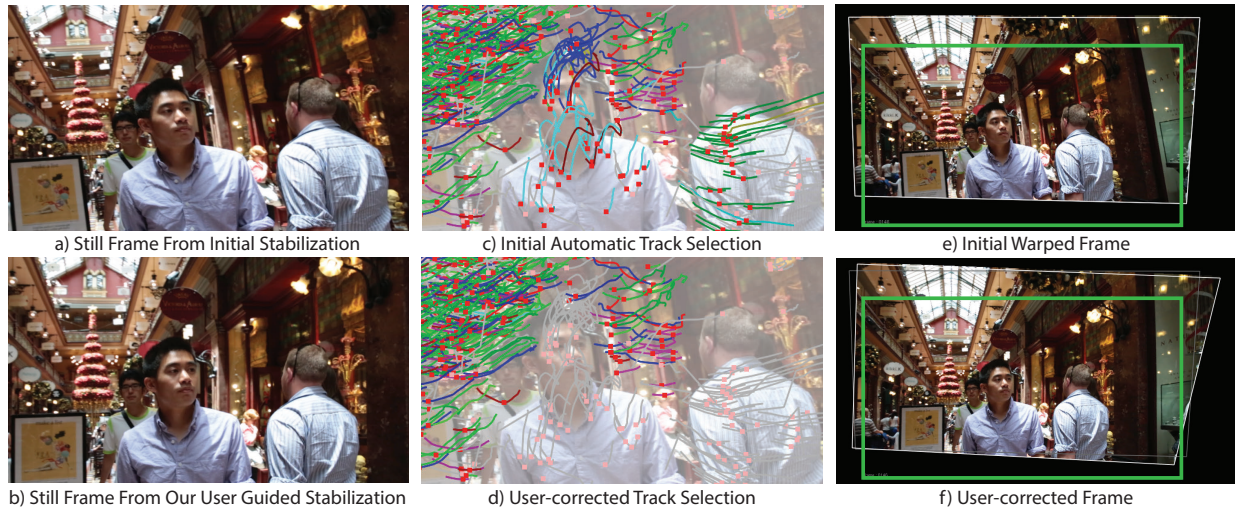 a) Still Frame From Initial Stabilization
c) Initial Automatic Track Selection
e) Initial Warped Frame
b) Still Frame From Our User Guided Stabilization
d) User-corrected Track Selection
f) User-corrected Frame